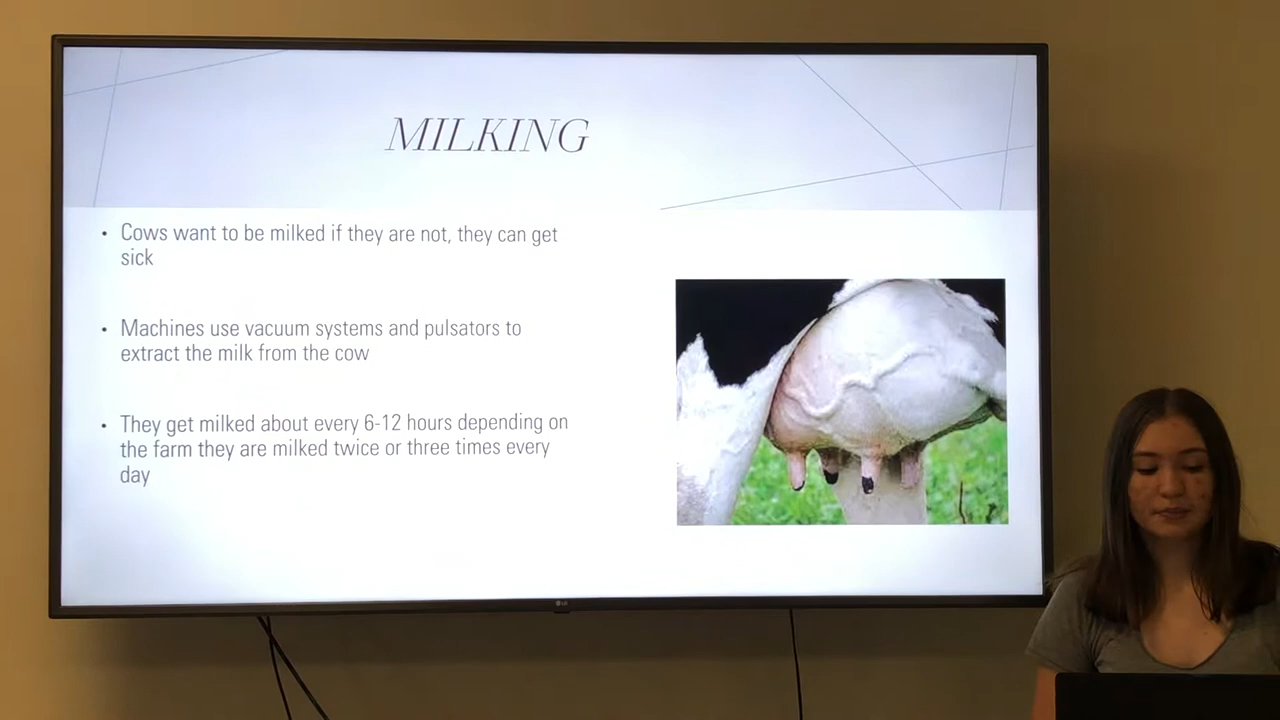 MILKING
• Cows want to be milked if they are not, they can get
sick
• Machines use vacuum systems and pulsators to
extract the milk from the cow
• They get milked about every 6-12 hours depending on
the farm they are milked twice or three times every
day
LG